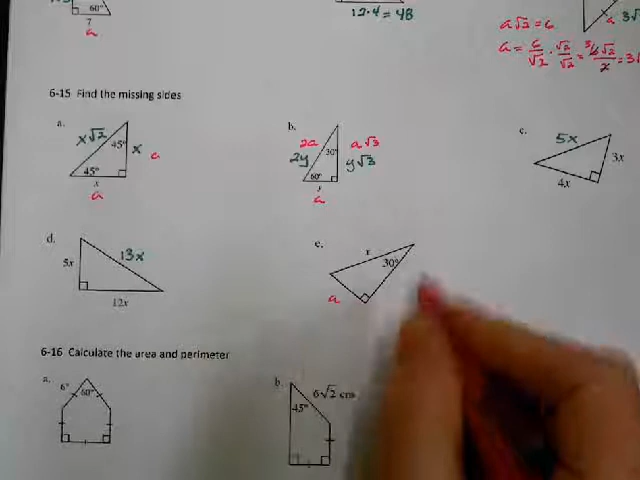 60°
7
a
12·4=48
a√2=6
a = 6/√2 · √2/√2 = 6√2/2 = 3√
6-15 Find the missing sides
a.
x√2
45°
x
a
45°
x
a
b.
2a
30°
a√3
2y
y√3
60°
y
a
c.
5x
3x
4x
d.
5x
13x
12x
e.
r
30°
a
6-16 Calculate the area and perimeter
a.
6"
60°
b.
6√2 cm
45°